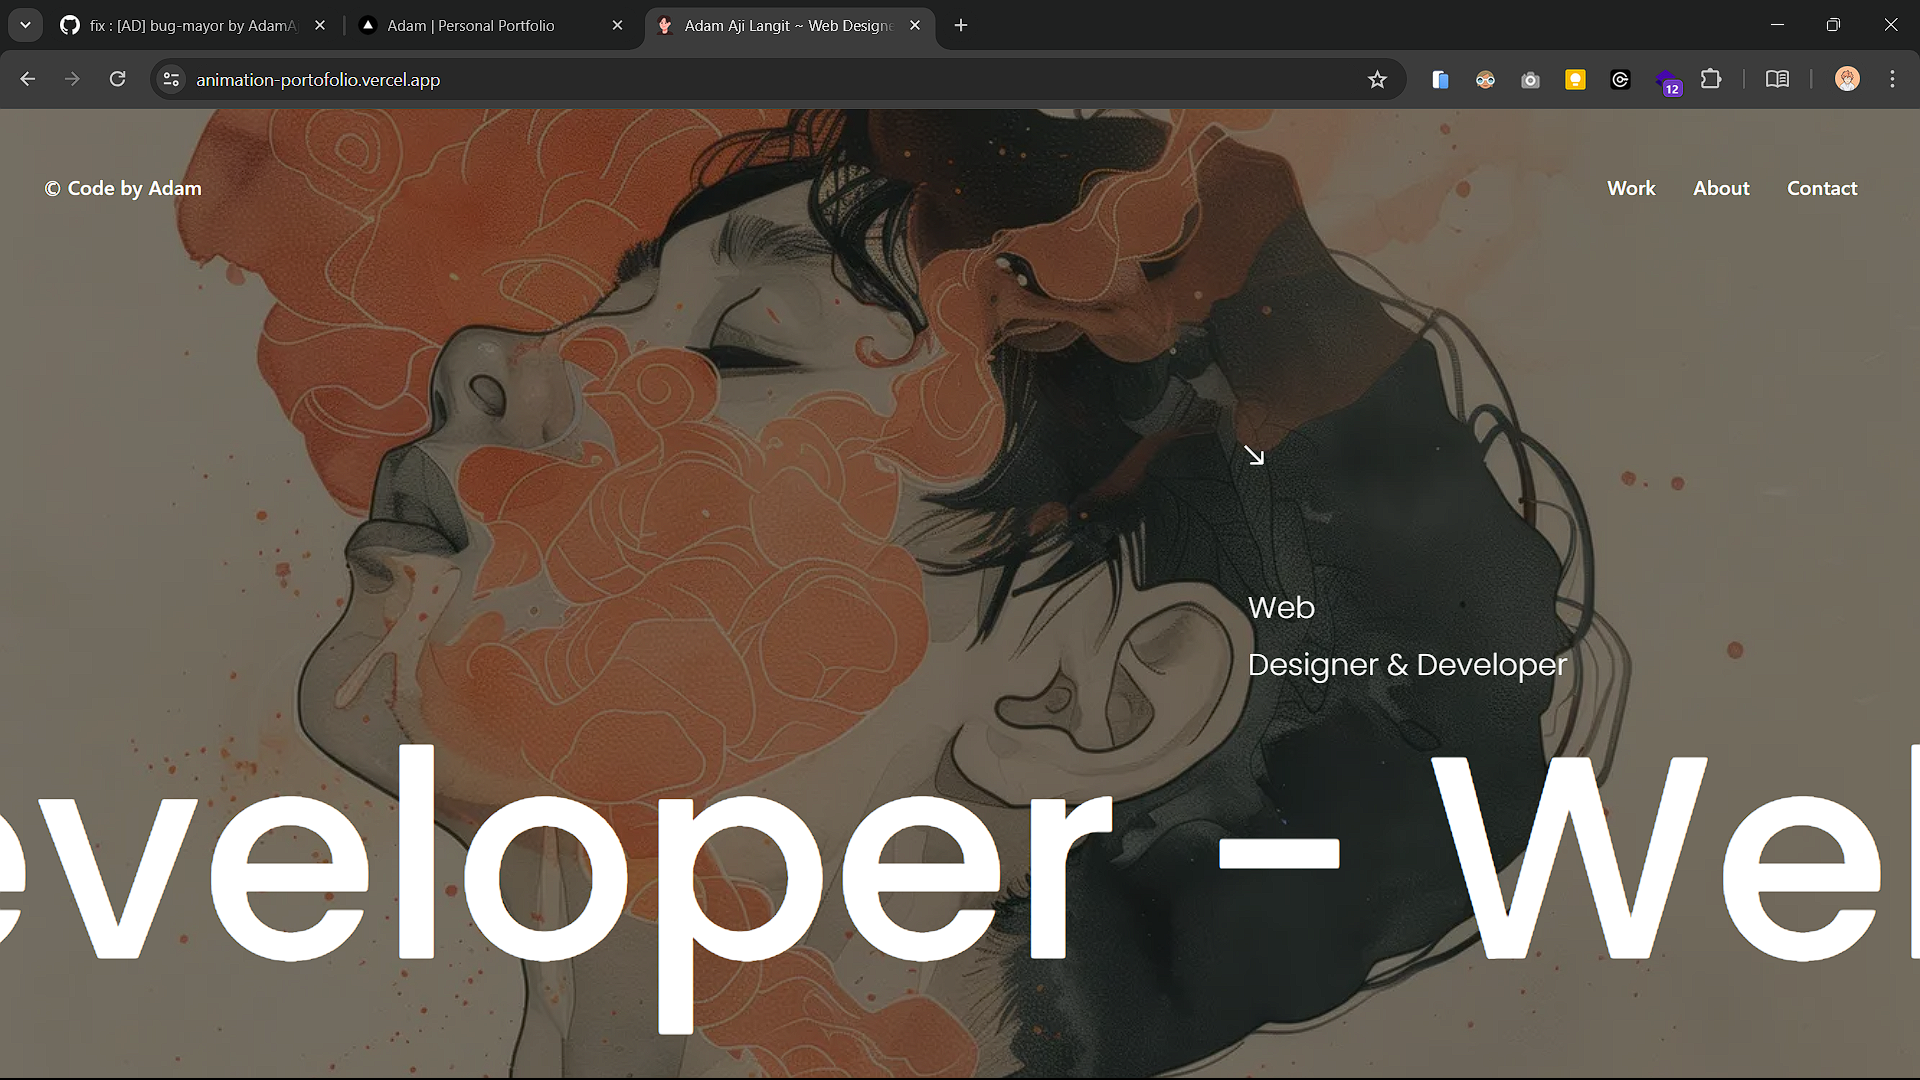 fix : [AD] bug-mayor by AdamA
Adam | Personal Portfolio
Adam Aji Langit ~ Web Designe
animation-portofolio.vercel.app
12
© Code by Adam
Work
About
Contact
Web
Designer & Developer
eveloper – We